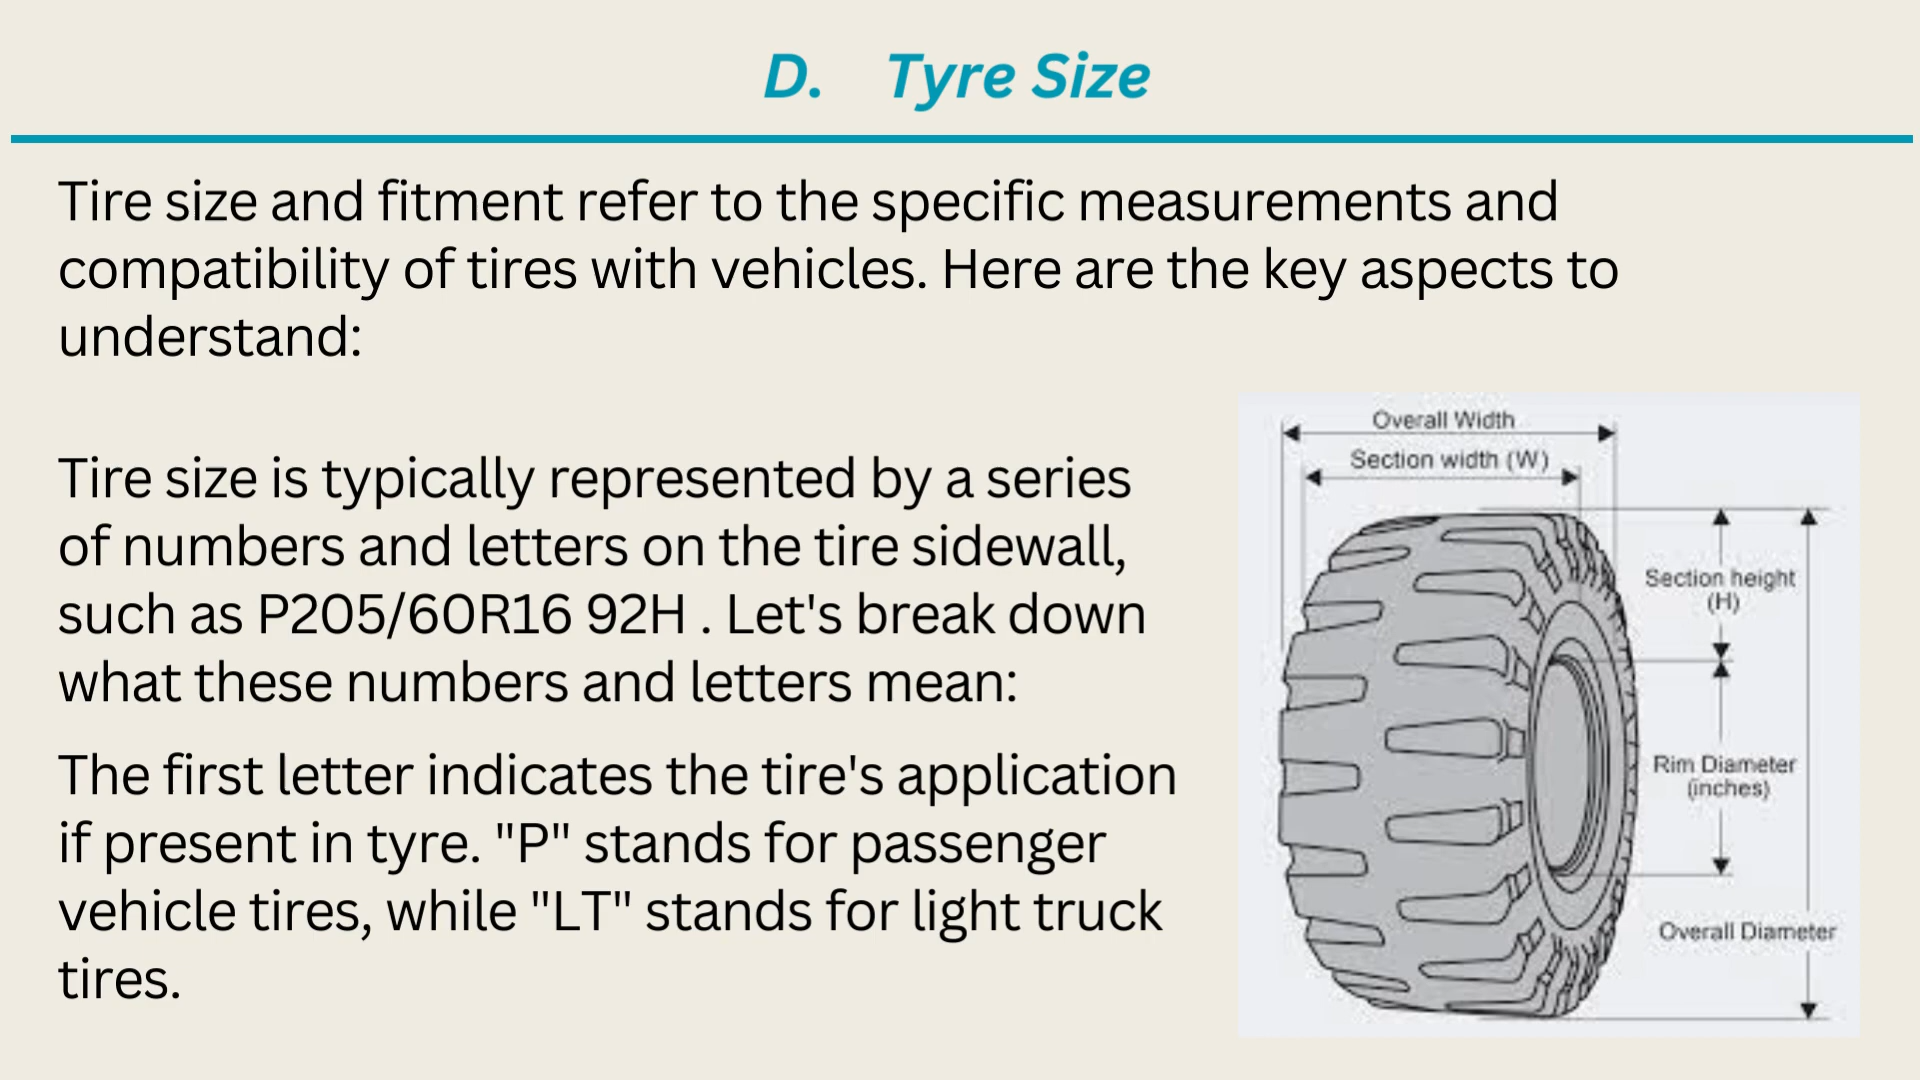 D. Tyre Size
Tire size and fitment refer to the specific measurements and
compatibility of tires with vehicles. Here are the key aspects to
understand:
Tire size is typically represented by a series
of numbers and letters on the tire sidewall,
such as P205/60R16 92H . Let's break down
what these numbers and letters mean:
The first letter indicates the tire's application
if present in tyre. "P" stands for passenger
vehicle tires, while "LT" stands for light truck
tires.
Overall Width
Section width (W)
Section height
(H)
Rim Diameter
(inches)
Overall Diameter